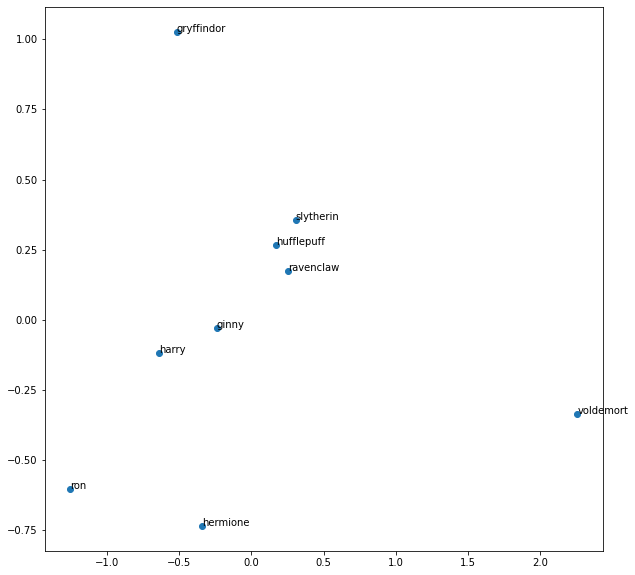 gryffindor
1.00
0.75
0.50
slytherin
hufflepuff
0.25
ravenclaw
0.00
ginny
harry
−0.25
voldemort
−0.50
ron
hermione
−0.75
−1.0 −0.5 0.0 0.5 1.0 1.5 2.0